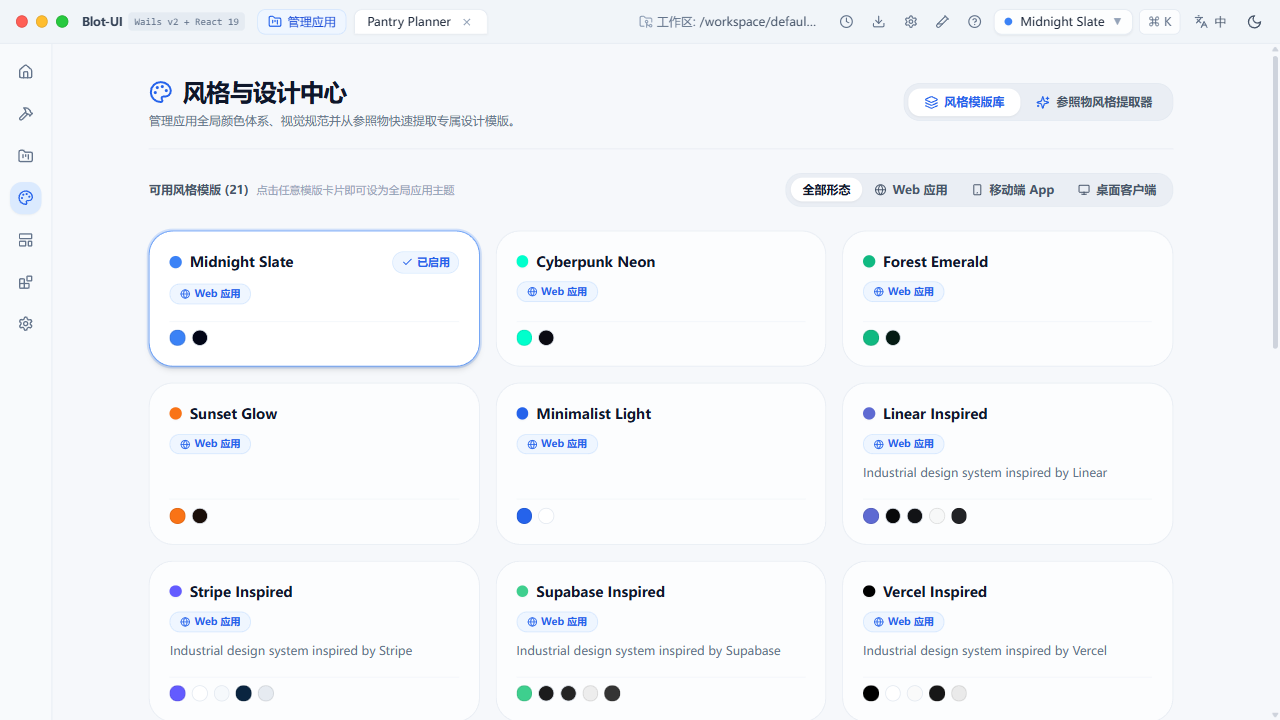 Blot-UI Wails v2 + React 19 管理应用 Pantry Planner 工作区: /workspace/defaul... Midnight Slate ⌘ K 中
风格与设计中心
管理应用全局颜色体系、视觉规范并从参照物快速提取专属设计模版。
风格模版库 参照物风格提取器
可用风格模版 (21) 点击任意模版卡片即可设为全局应用主题
全部形态 Web 应用 移动端 App 桌面客户端
Midnight Slate 已启用
Web 应用
Cyberpunk Neon
Web 应用
Forest Emerald
Web 应用
Sunset Glow
Web 应用
Minimalist Light
Web 应用
Linear Inspired
Web 应用
Industrial design system inspired by Linear
Stripe Inspired
Web 应用
Industrial design system inspired by Stripe
Supabase Inspired
Web 应用
Industrial design system inspired by Supabase
Vercel Inspired
Web 应用
Industrial design system inspired by Vercel